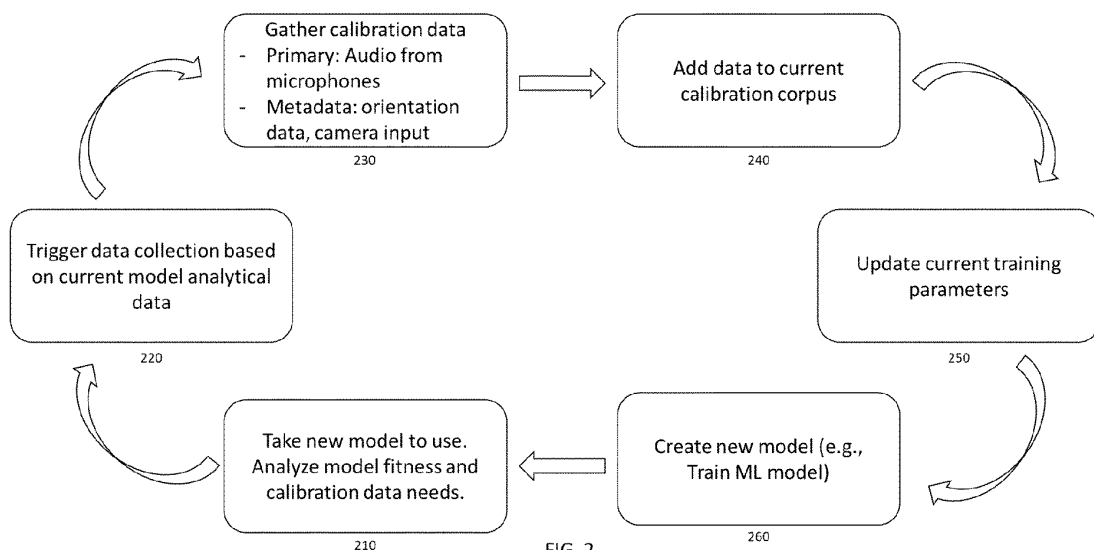 Gather calibration data
- Primary: Audio from
microphones
- Metadata: orientation
data, camera input
230
Add data to current
calibration corpus
240
Trigger data collection based
on current model analytical
data
220
Update current training
parameters
250
Take new model to use.
Analyze model fitness and
calibration data needs.
210
Create new model (e.g.,
Train ML model)
260
FIG. 2